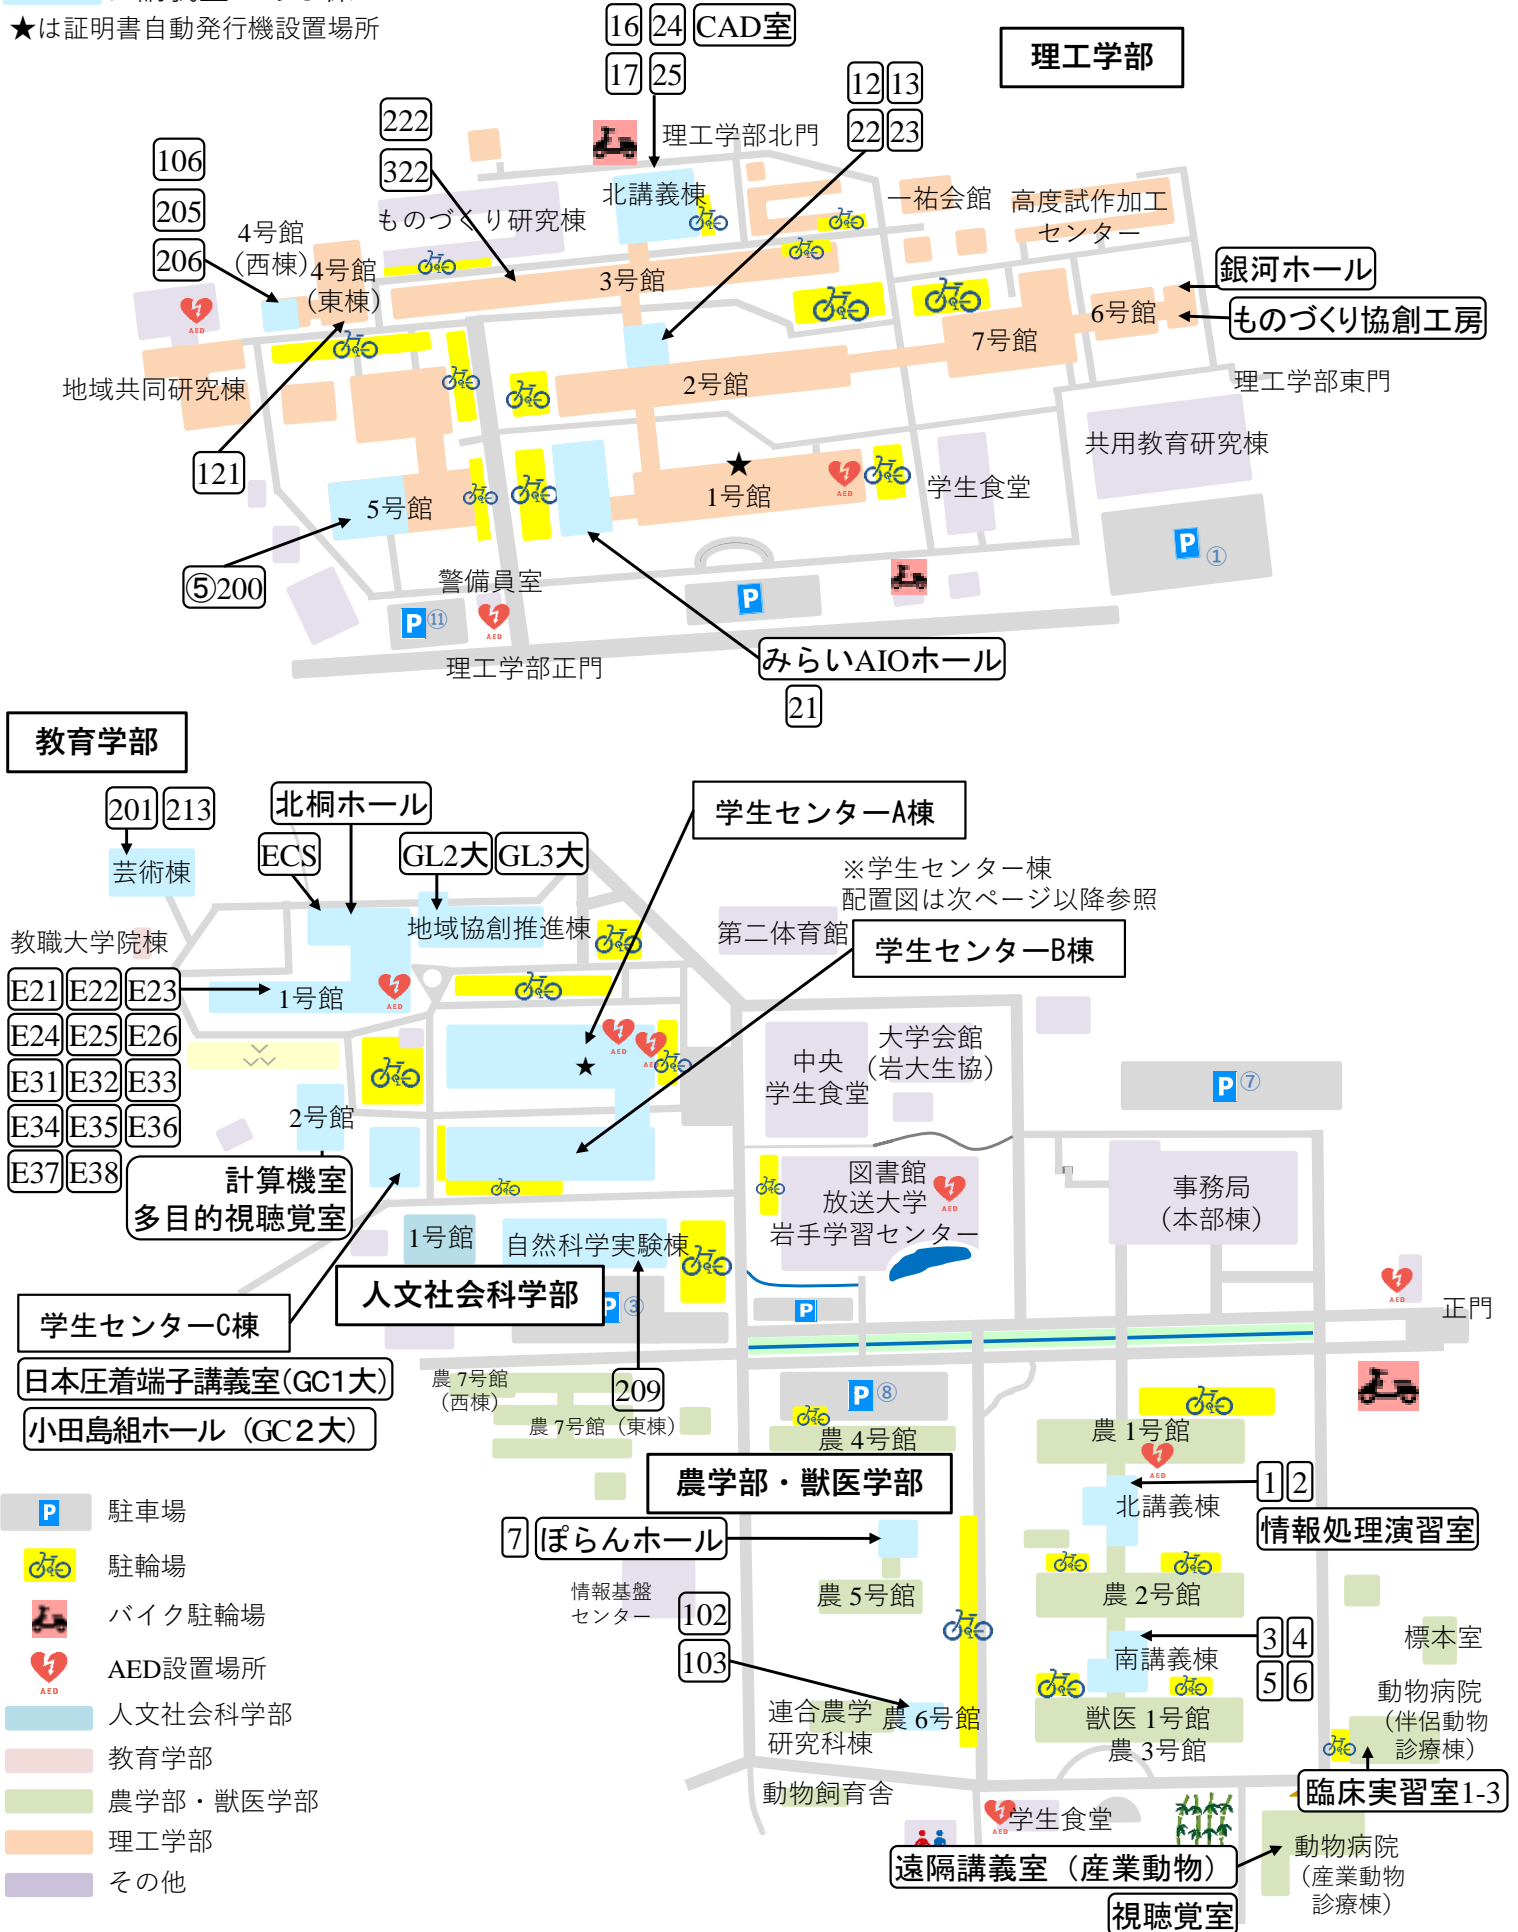 ★は証明書自動発行機設置場所
16 24 CAD室
17 25
理工学部
12 13
22 23
222
322
理工学部北門
106
205
206
4号館
(西棟)
4号館
(東棟)
ものづくり研究棟
北講義棟
一祐会館
高度試作加工
センター
3号館
銀河ホール
ものづくり協創工房
6号館
7号館
2号館
AED
地域共同研究棟
理工学部東門
共用教育研究棟
121
5号館
1号館
★
AED
学生食堂
⑤200
警備員室
P ⑪
AED
P
P ①
理工学部正門
みらいAIOホール
21
教育学部
201 213
芸術棟
北桐ホール
ECS
GL2大 GL3大
地域協創推進棟
学生センターA棟
※学生センター棟
配置図は次ページ以降参照
第二体育館
学生センターB棟
教職大学院棟
E21 E22 E23
E24 E25 E26
E31 E32 E33
E34 E35 E36
E37 E38
1号館
AED
AED
AED
★
中央
学生食堂
大学会館
(岩大生協)
P ⑦
2号館
計算機室
多目的視聴覚室
図書館
放送大学
岩手学習センター
AED
事務局
(本部棟)
1号館
自然科学実験棟
人文社会科学部
P ③
P
AED
正門
学生センターC棟
日本圧着端子講義室(GC1大)
小田島組ホール（GC２大）
農 7号館
(西棟)
209
農 7号館（東棟）
P ⑧
農 4号館
農 1号館
AED
農学部・獣医学部
北講義棟
1 2
情報処理演習室
7 ぽらんホール
情報基盤
センター
農 5号館
農 2号館
102
103
3 4
5 6
南講義棟
標本室
連合農学
研究科棟
農 6号館
獣医 1号館
農 3号館
動物病院
(伴侶動物
診療棟)
臨床実習室1-3
動物飼育舎
AED
学生食堂
遠隔講義室（産業動物）
視聴覚室
動物病院
(産業動物
診療棟)
P 駐車場
駐輪場
バイク駐輪場
AED
AED設置場所
人文社会科学部
教育学部
農学部・獣医学部
理工学部
その他